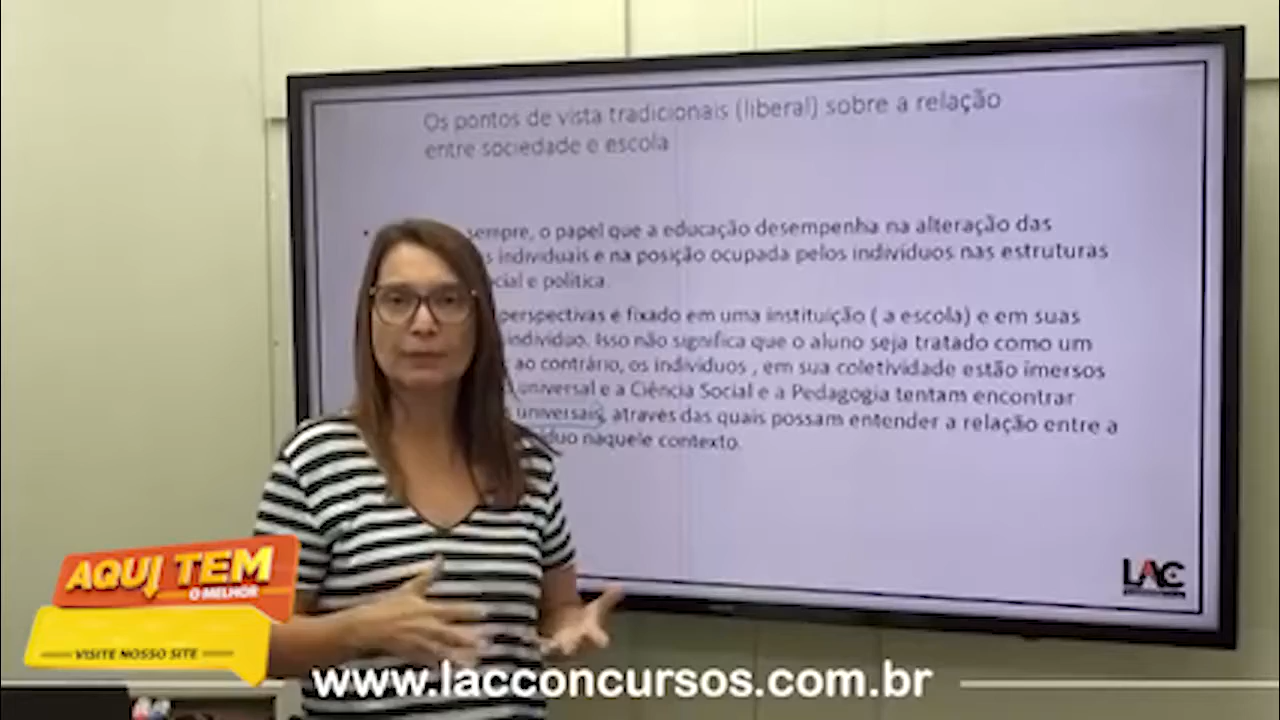 Os pontos de vista tradicionais (liberal) sobre a relação
entre sociedade e escola
sempre, o papel que a educação desempenha na alteração das
individuais e na posição ocupada pelos indivíduos nas estruturas
e política
perspectivas é fixado em uma instituição ( a escola) e em suas
indivíduo. Isso não significa que o aluno seja tratado como um
ao contrário, os indivíduos , em sua coletividade estão imersos
universal e a Ciência Social e a Pedagogia tentam encontrar
universais, através das quais possam entender a relação entre a
naquele contexto.
LAC
AQUI TEM
O MELHOR
VISITE NOSSO SITE
www.lacconcursos.com.br